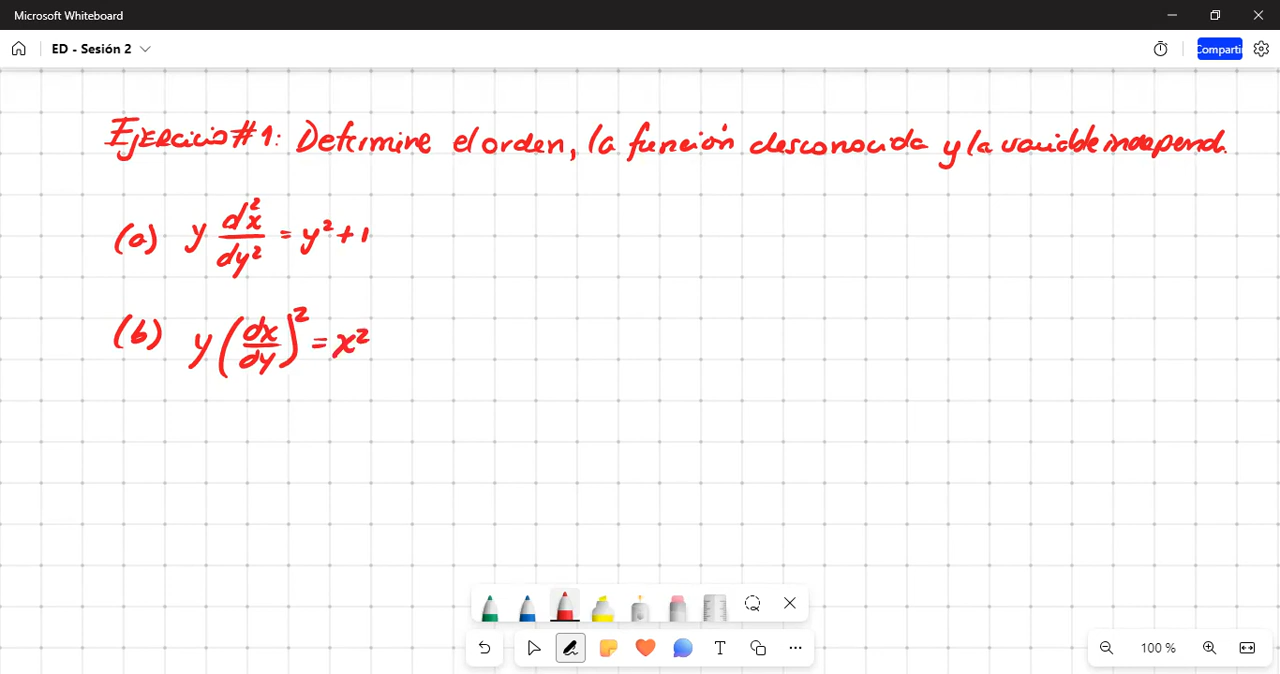 Microsoft Whiteboard
ED - Sesión 2
Comparti
Ejercicio #1: Determine el orden, la función desconocida y la variable independ.
(a) y d²x/dy² = y² + 1
(b) y (dx/dy)² = x²
T
100 %